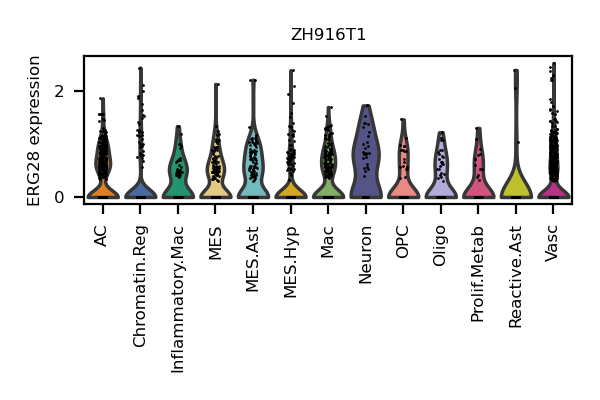 ZH916T1
ERG28 expression
2
0
AC
Chromatin.Reg
Inflammatory.Mac
MES
MES.Ast
MES.Hyp
Mac
Neuron
OPC
Oligo
Prolif.Metab
Reactive.Ast
Vasc